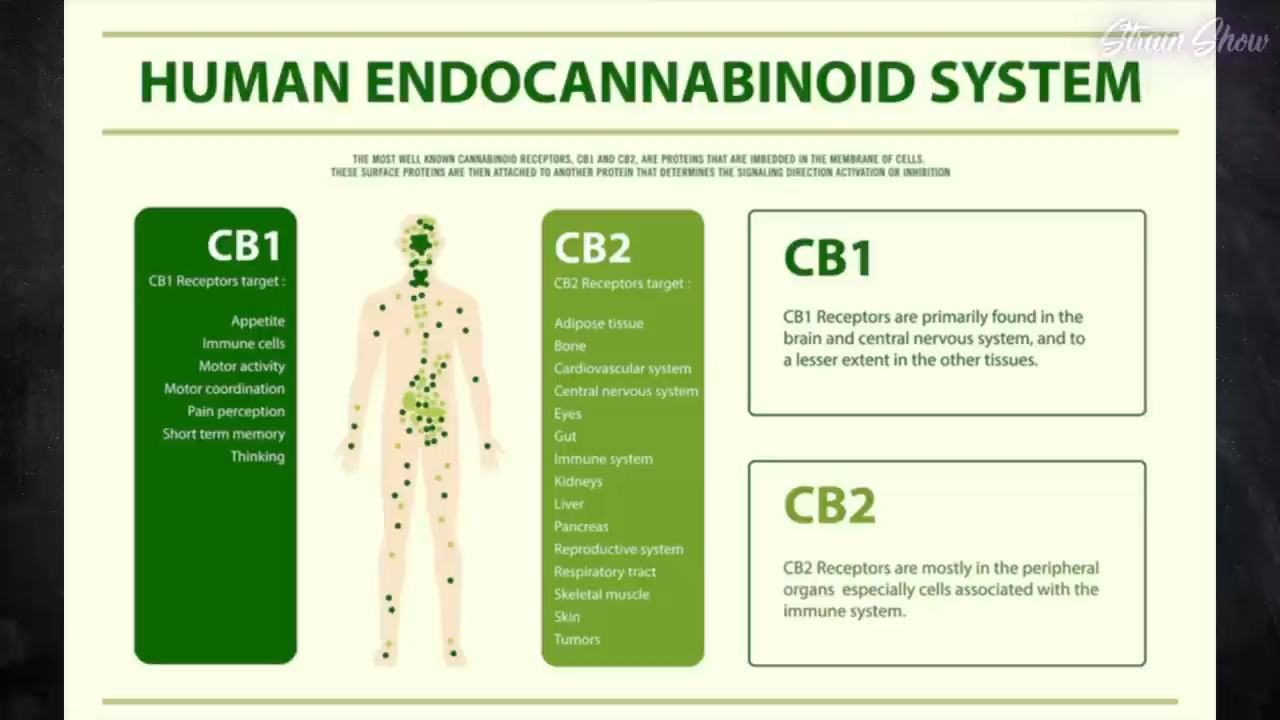 Strain Show
HUMAN ENDOCANNABINOID SYSTEM
THE MOST WELL KNOWN CANNABINOID RECEPTORS, CB1 AND CB2, ARE PROTEINS THAT ARE IMBEDDED IN THE MEMBRANE OF CELLS.
THESE SURFACE PROTEINS ARE THEN ATTACHED TO ANOTHER PROTEIN THAT DETERMINES THE SIGNALING DIRECTION ACTIVATION OR INHIBITION
CB1
CB1 Receptors target :
Appetite
Immune cells
Motor activity
Motor coordination
Pain perception
Short term memory
Thinking
CB2
CB2 Receptors target :
Adipose tissue
Bone
Cardiovascular system
Central nervous system
Eyes
Gut
Immune system
Kidneys
Liver
Pancreas
Reproductive system
Respiratory tract
Skeletal muscle
Skin
Tumors
CB1
CB1 Receptors are primarily found in the
brain and central nervous system, and to
a lesser extent in the other tissues.
CB2
CB2 Receptors are mostly in the peripheral
organs especially cells associated with the
immune system.